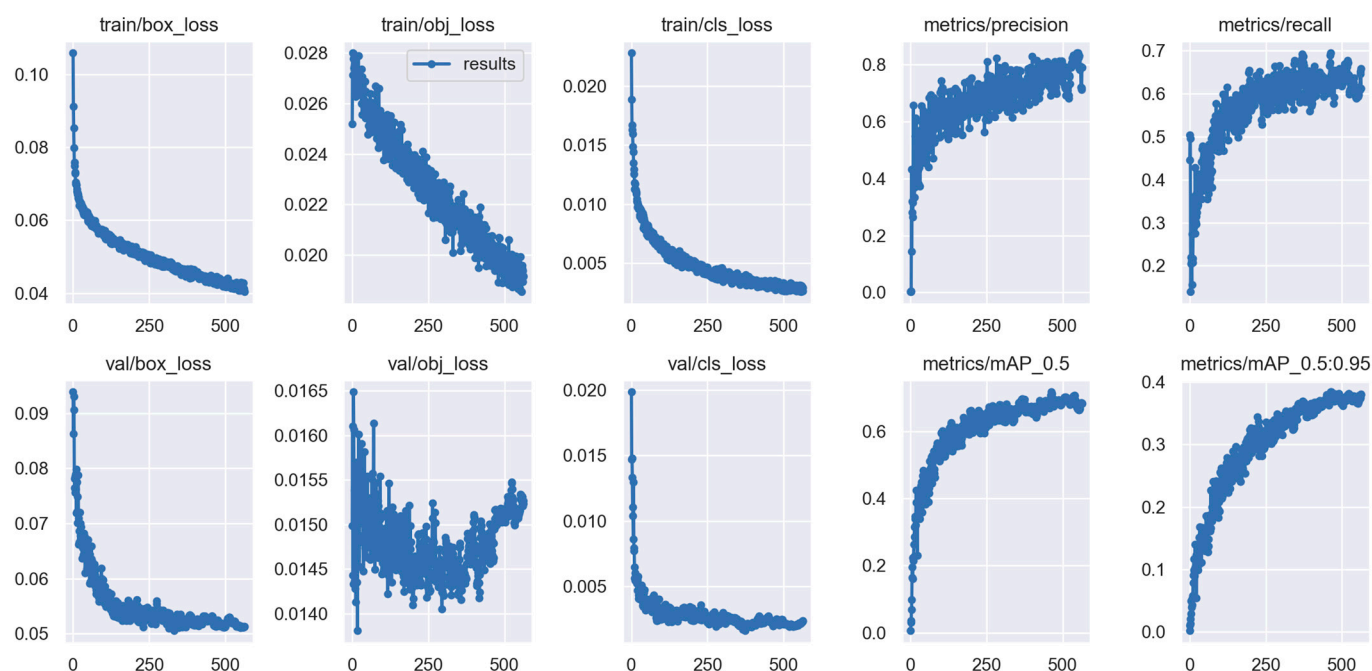 train/box_loss
train/obj_loss
train/cls_loss
metrics/precision
metrics/recall
0.10
0.08
0.06
0.04
0 250 500
0.028
0.026
0.024
0.022
0.020
results
0 250 500
0.020
0.015
0.010
0.005
0 250 500
0.8
0.6
0.4
0.2
0.0
0 250 500
0.7
0.6
0.5
0.4
0.3
0.2
0 250 500
val/box_loss
val/obj_loss
val/cls_loss
metrics/mAP_0.5
metrics/mAP_0.5:0.95
0.09
0.08
0.07
0.06
0.05
0 250 500
0.0165
0.0160
0.0155
0.0150
0.0145
0.0140
0 250 500
0.020
0.015
0.010
0.005
0 250 500
0.6
0.4
0.2
0.0
0 250 500
0.4
0.3
0.2
0.1
0.0
0 250 500